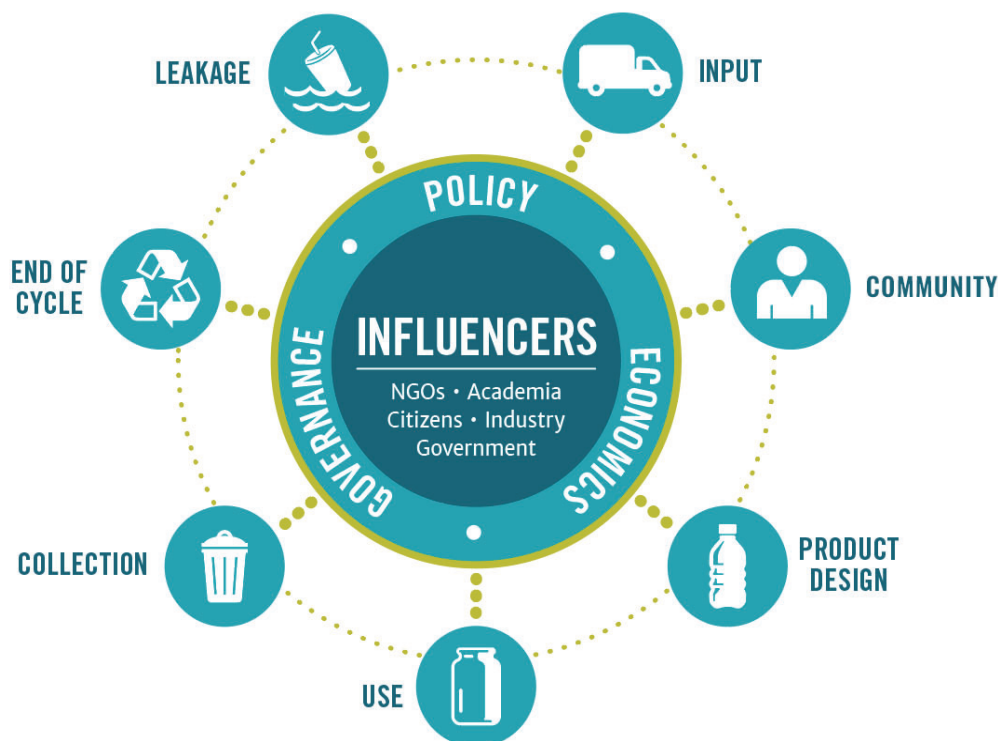 LEAKAGE
INPUT
POLICY
END OF
CYCLE
COMMUNITY
INFLUENCERS
NGOs • Academia
Citizens • Industry
Government
GOVERNANCE
ECONOMICS
COLLECTION
PRODUCT
DESIGN
USE